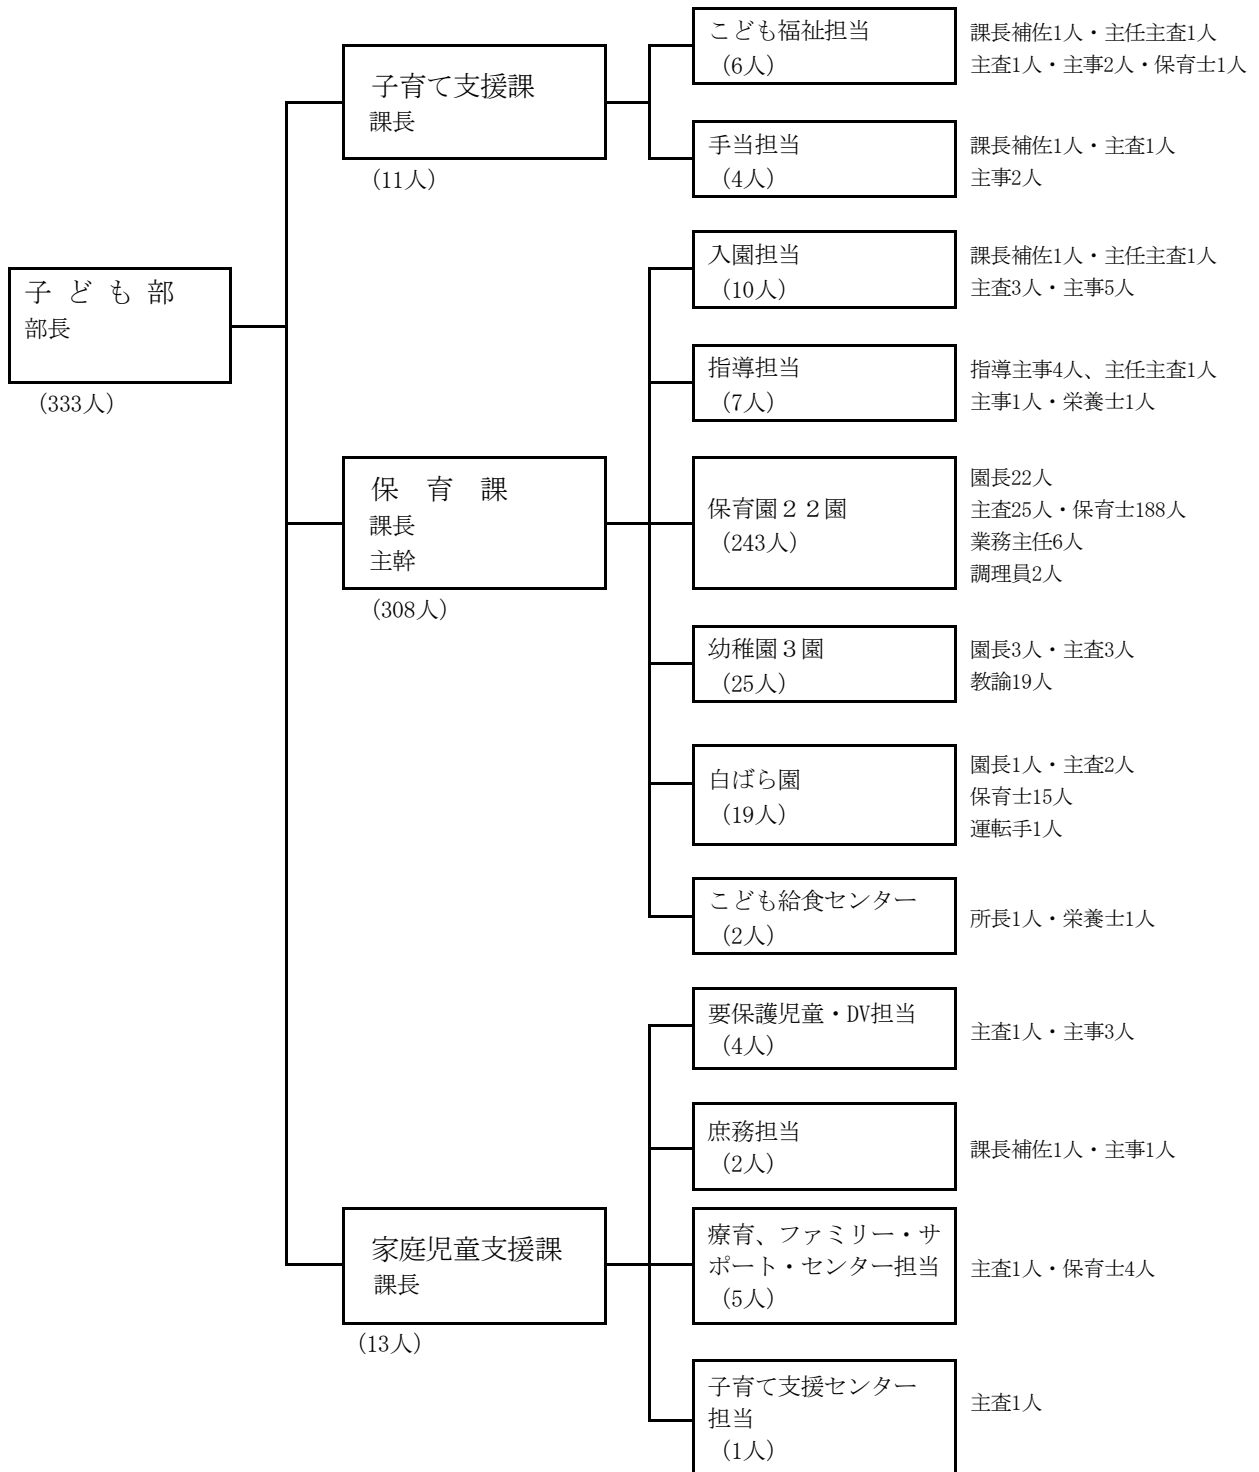 子ども部
部長
(333人)
子育て支援課
課長
(11人)
こども福祉担当
(6人)
課長補佐1人・主任主査1人
主査1人・主事2人・保育士1人
手当担当
(4人)
課長補佐1人・主査1人
主事2人
保育課
課長
主幹
(308人)
入園担当
(10人)
課長補佐1人・主任主査1人
主査3人・主事5人
指導担当
(7人)
指導主事4人、主任主査1人
主事1人・栄養士1人
保育園２２園
(243人)
園長22人
主査25人・保育士188人
業務主任6人
調理員2人
幼稚園３園
(25人)
園長3人・主査3人
教諭19人
白ばら園
(19人)
園長1人・主査2人
保育士15人
運転手1人
こども給食センター
(2人)
所長1人・栄養士1人
家庭児童支援課
課長
(13人)
要保護児童・DV担当
(4人)
主査1人・主事3人
庶務担当
(2人)
課長補佐1人・主事1人
療育、ファミリー・サ
ポート・センター担当
(5人)
主査1人・保育士4人
子育て支援センター
担当
(1人)
主査1人